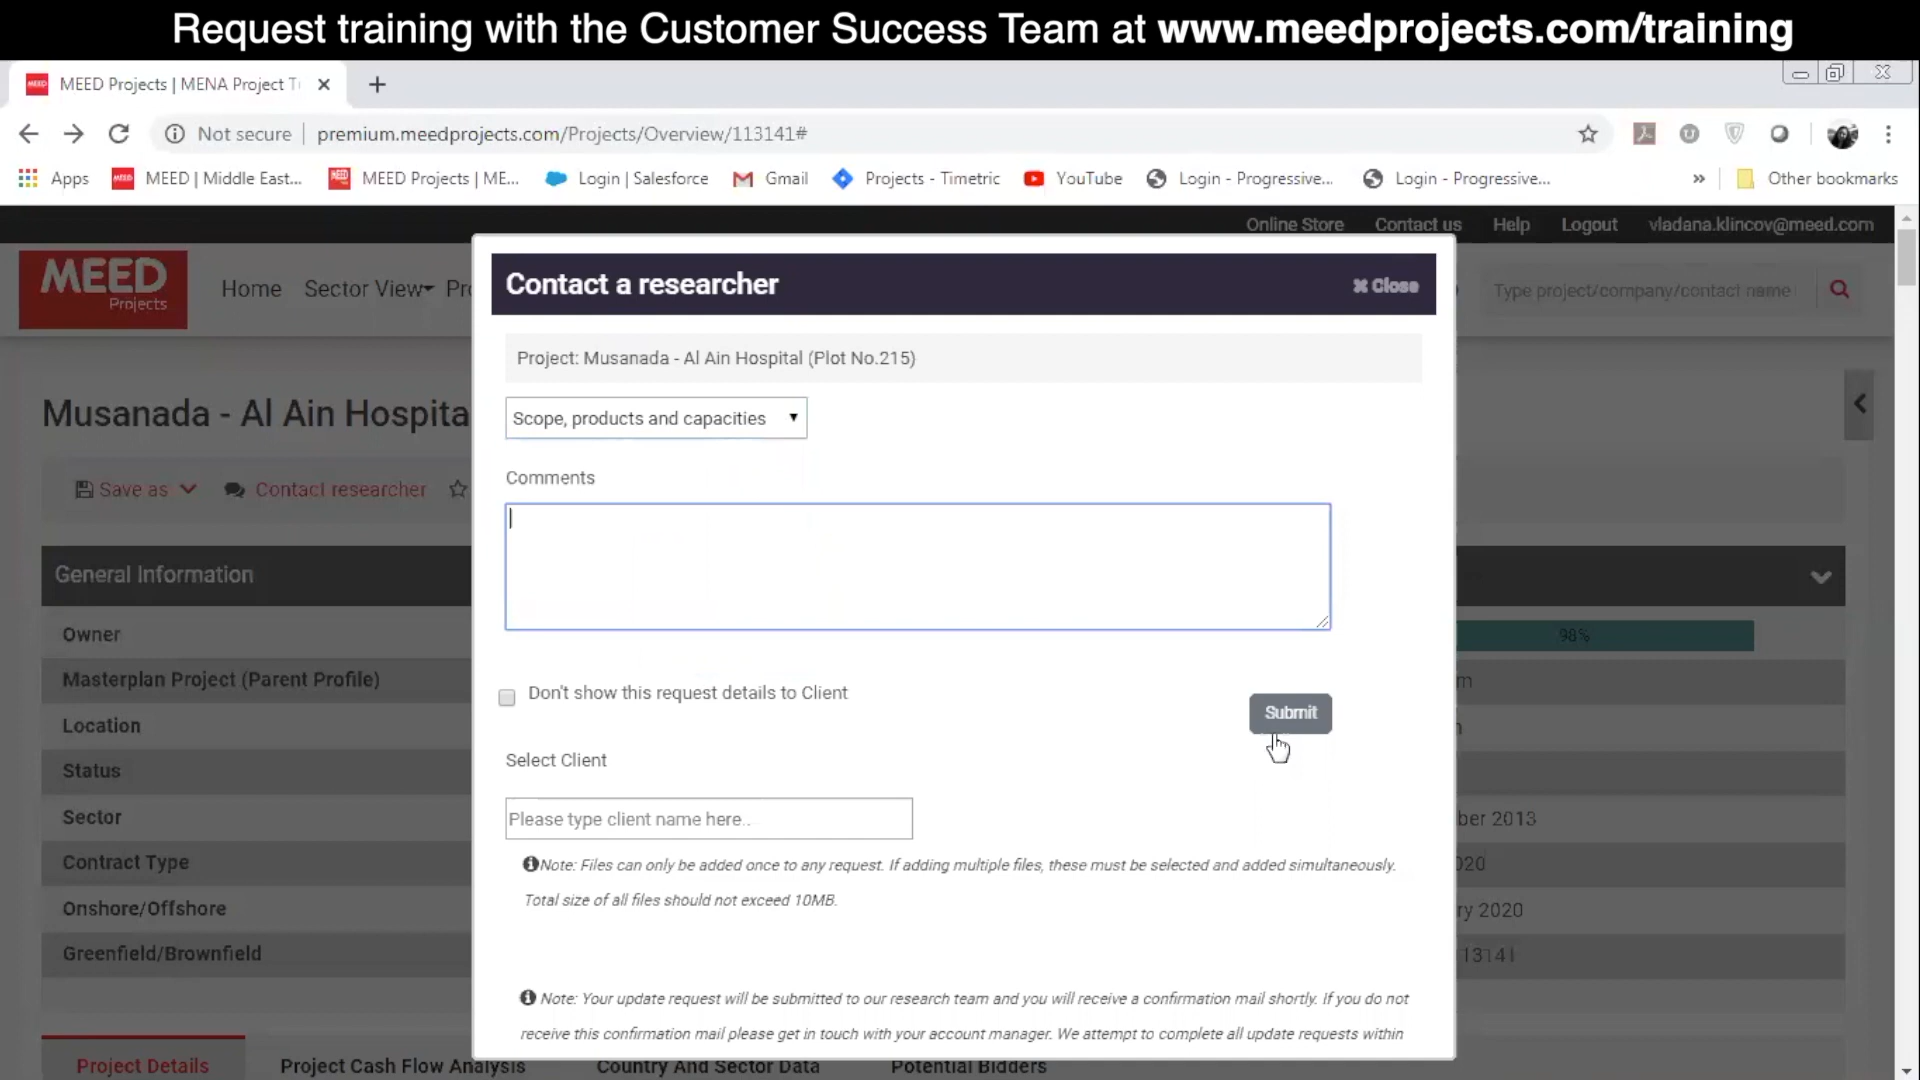 Request training with the Customer Success Team at www.meedprojects.com/training
MEED Projects | MENA Project T
Not secure | premium.meedprojects.com/Projects/Overview/113141#
Apps MEED | Middle East... MEED Projects | ME... Login | Salesforce Gmail Projects - Timetric YouTube Login - Progressive... Login - Progressive... » Other bookmarks
Online Store Contact us Help Logout vladana.klincov@meed.com
MEED Projects
Home Sector View
Type project/company/contact name
Contact a researcher
Close
Project: Musanada - Al Ain Hospital (Plot No.215)
Musanada - Al Ain Hospita
Scope, products and capacities
Save as Contact researcher
Comments
General Information
Owner
98%
Masterplan Project (Parent Profile)
Don't show this request details to Client
Submit
Location
Select Client
Status
Sector
Please type client name here..
ber 2013
Contract Type
Note: Files can only be added once to any request. If adding multiple files, these must be selected and added simultaneously.
Total size of all files should not exceed 10MB.
020
Onshore/Offshore
ry 2020
Greenfield/Brownfield
13141
Note: Your update request will be submitted to our research team and you will receive a confirmation mail shortly. If you do not
receive this confirmation mail please get in touch with your account manager. We attempt to complete all update requests within
Project Details Project Cash Flow Analysis Country And Sector Data Potential Bidders